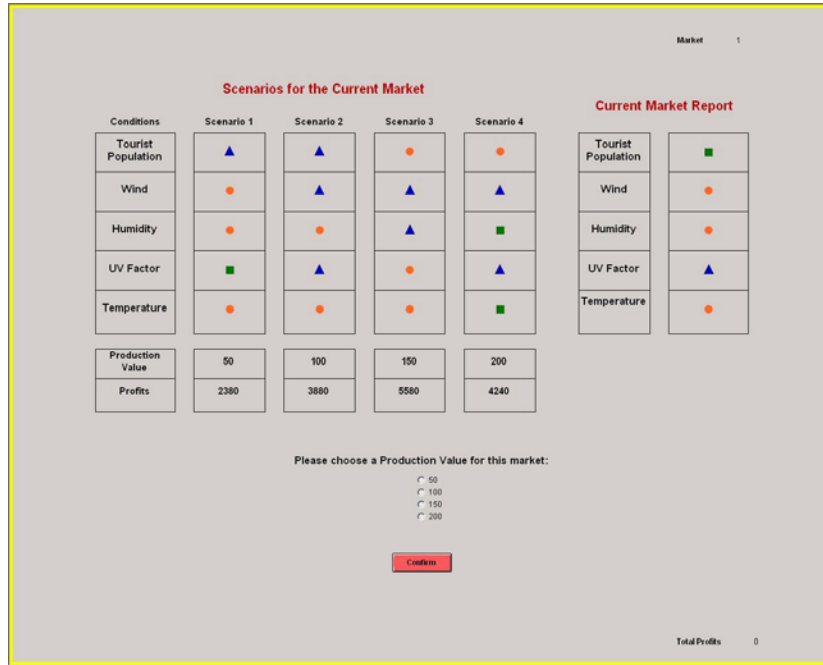 Market 1
Scenarios for the Current Market
Current Market Report
Conditions Scenario 1 Scenario 2 Scenario 3 Scenario 4
Tourist
Population
Tourist
Population
Wind
Wind
Humidity
Humidity
UV Factor
UV Factor
Temperature
Temperature
Production
Value
50 100 150 200
Profits 2380 3880 5580 4240
Please choose a Production Value for this market:
50
100
150
200
Confirm
Total Profits 0